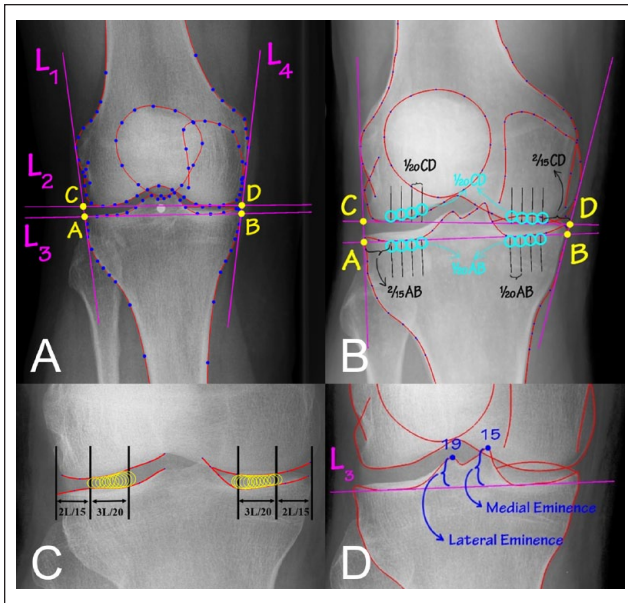 L1
L4
L2
C
D
A
B
L3
A
½0CD
½0CD
2/15CD
C
D
A
B
2/15AB
½0AB
B
2L/15
3L/20
3L/20
2L/15
C
19
15
L3
Medial Eminence
Lateral Eminence
D